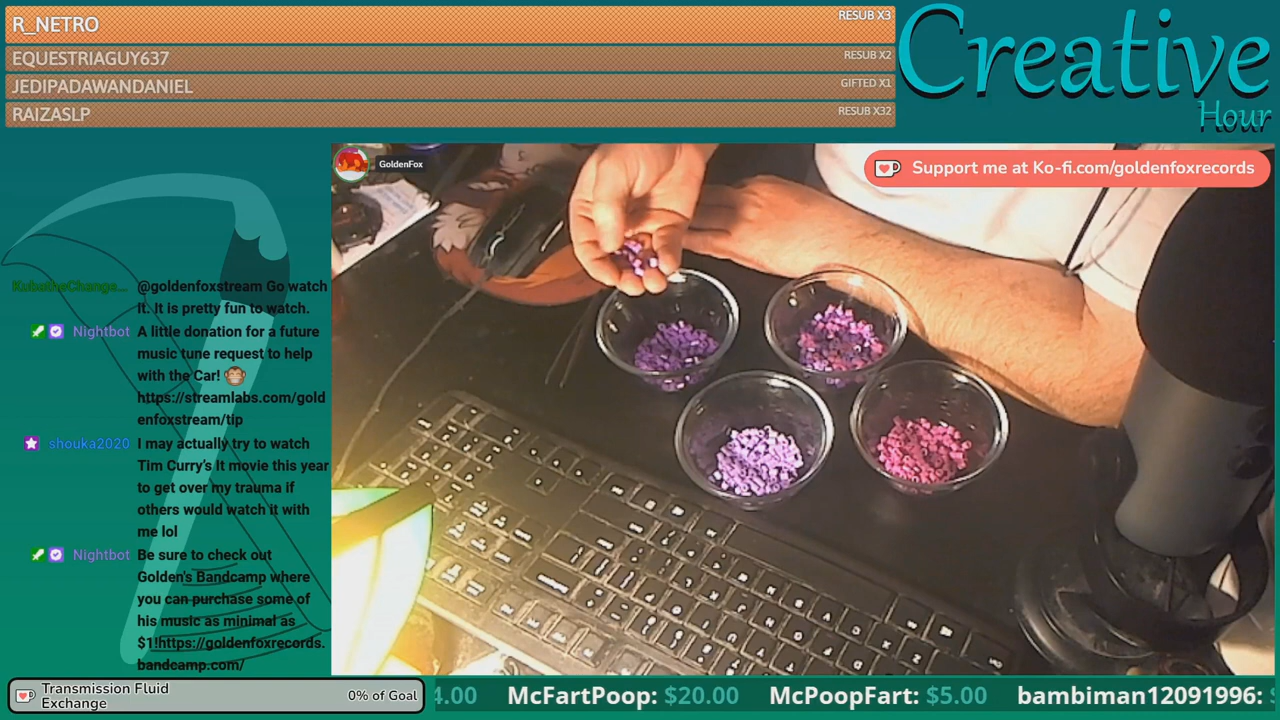 R_NETRO
RESUB X3
EQUESTRIAGUY637
RESUB X2
JEDIPADAWANDANIEL
GIFTED X1
RAIZASLP
RESUB X32
Creative
Hour
GoldenFox
Support me at Ko-fi.com/goldenfoxrecords
KubatheChange... @goldenfoxstream Go watch
it. It is pretty fun to watch.
Nightbot A little donation for a future
music tune request to help
with the Car!
https://streamlabs.com/gold
enfoxstream/tip
shouka2020 I may actually try to watch
Tim Curry's It movie this year
to get over my trauma if
others would watch it with
me lol
Nightbot Be sure to check out
Golden's Bandcamp where
you can purchase some of
his music as minimal as
$1!https://goldenfoxrecords.
bandcamp.com/
Transmission Fluid
Exchange
0% of Goal
4.00 McFartPoop: $20.00 McPoopFart: $5.00 bambiman12091996: